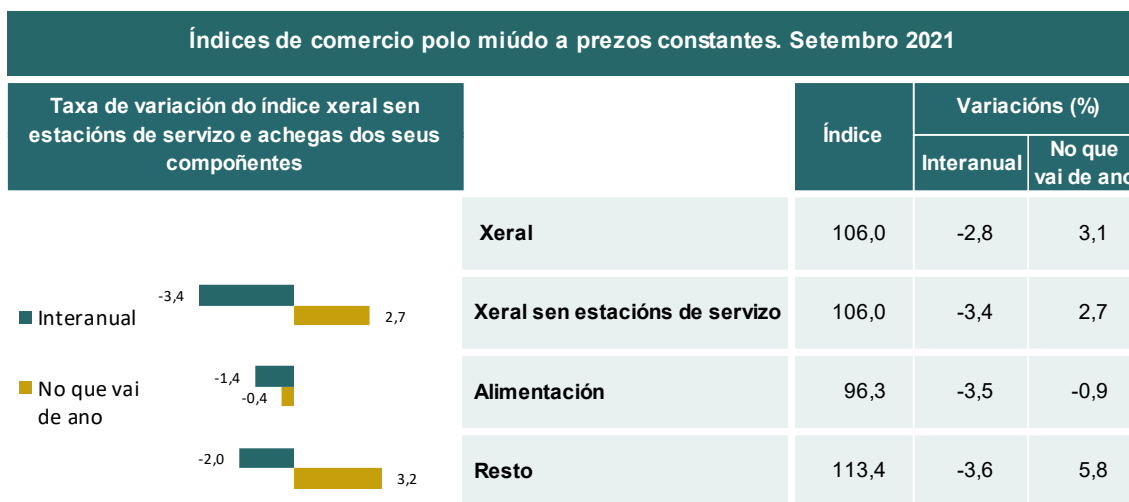 Índices de comercio polo miúdo a prezos constantes. Setembro 2021
Taxa de variación do índice xeral sen
estacións de servizo e achegas dos seus
compoñentes
Índice
Variacións (%)
Interanual
No que
vai de ano
Xeral
106,0
-2,8
3,1
-3,4
2,7
Interanual
Xeral sen estacións de servizo
106,0
-3,4
2,7
-1,4
-0,4
No que vai
de ano
Alimentación
96,3
-3,5
-0,9
-2,0
3,2
Resto
113,4
-3,6
5,8